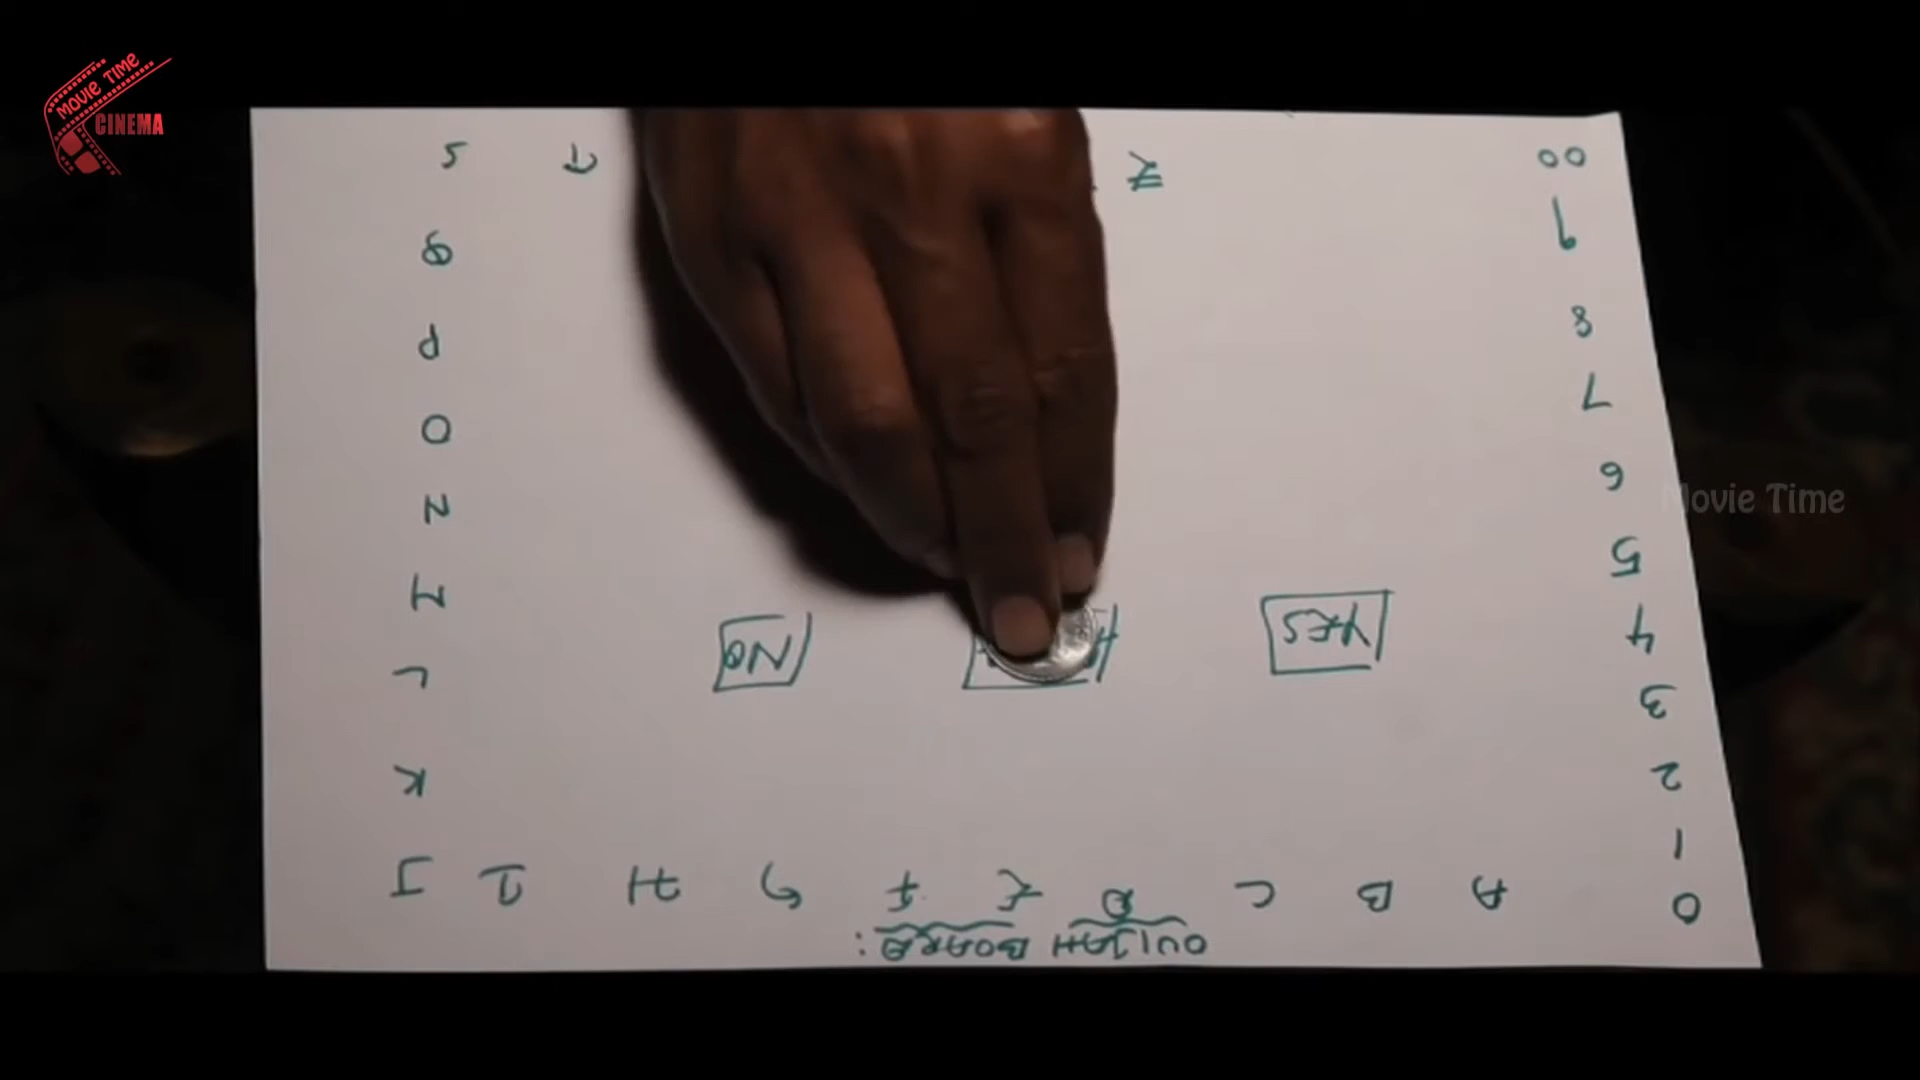 MOVIE TIME
CINEMA
Movie Time
OUIJAH BOARD:
A B C D E F G H I J
K
L
M
N
O
P
Q
S T Z
YES
NO
0
1
2
3
4
5
6
7
8
9
00